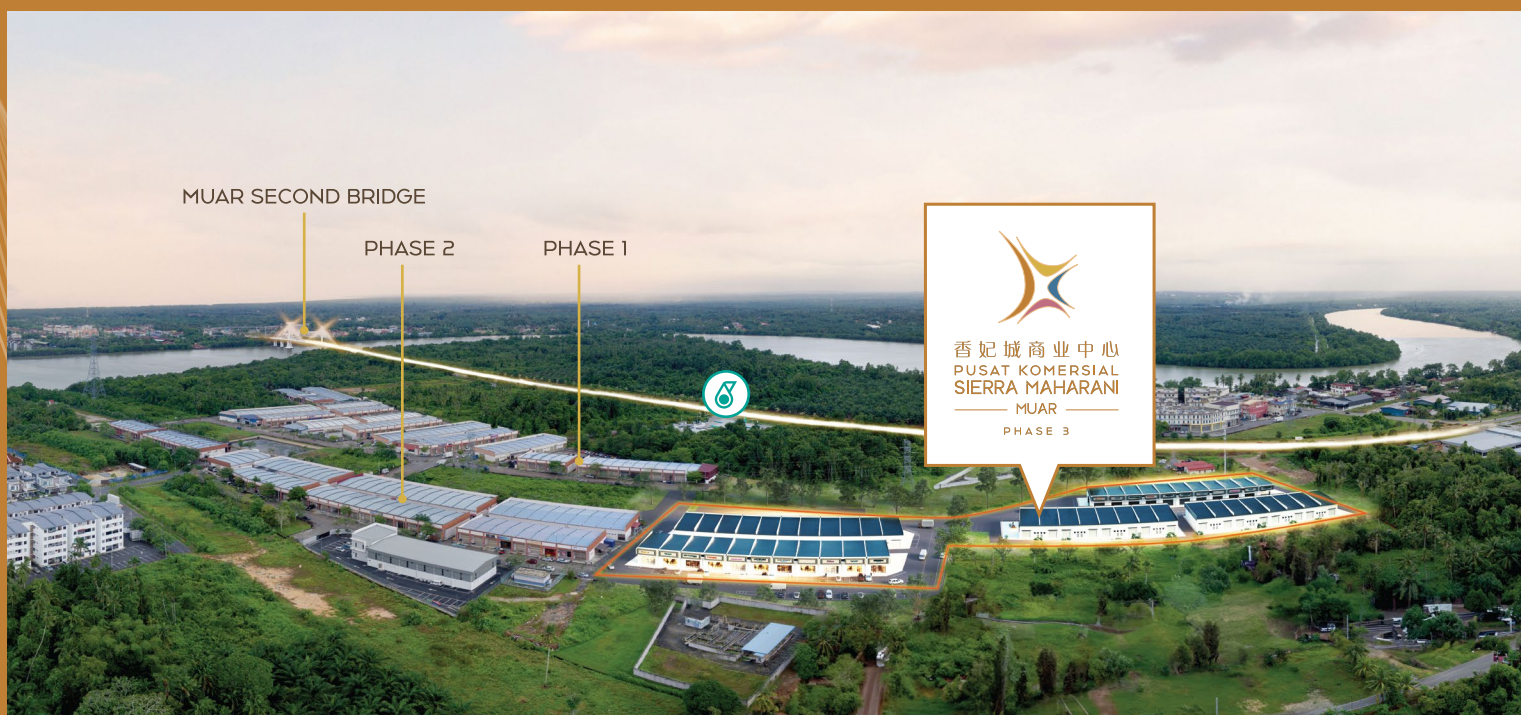 MUAR SECOND BRIDGE
PHASE 2
PHASE 1
香妃城商业中心
PUSAT KOMERSIAL
SIERRA MAHARANI
MUAR
PHASE 3